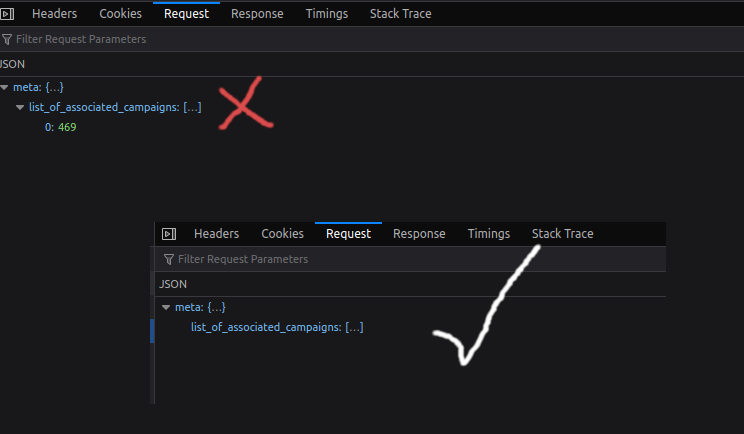 Headers Cookies Request Response Timings Stack Trace
Filter Request Parameters
JSON
meta: {…}
list_of_associated_campaigns: […]
0: 469
Headers Cookies Request Response Timings Stack Trace
Filter Request Parameters
JSON
meta: {…}
list_of_associated_campaigns: […]